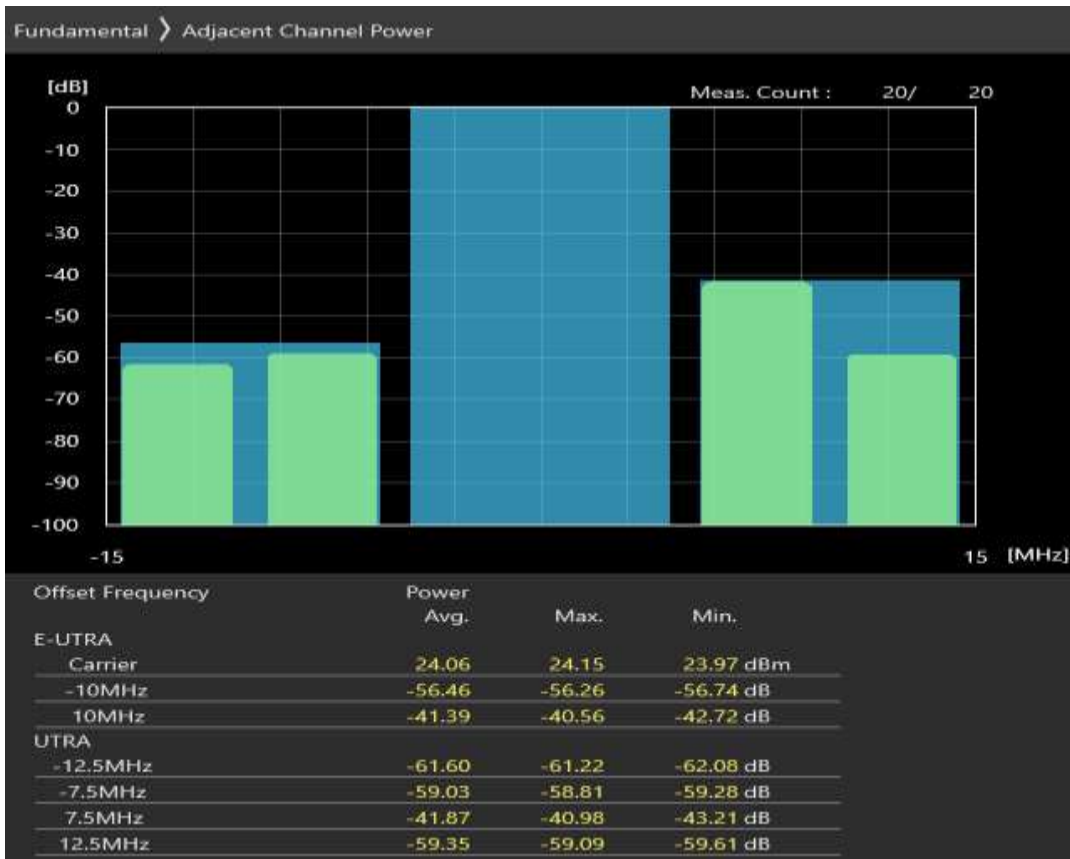 Fundamental 〉 Adjacent Channel Power
[dB]
Meas. Count : 20/ 20
0
-10
-20
-30
-40
-50
-60
-70
-80
-90
-100
-15 15 [MHz]
Offset Frequency Power
Avg. Max. Min.
E-UTRA
Carrier 24.06 24.15 23.97 dBm
-10MHz -56.46 -56.26 -56.74 dB
10MHz -41.39 -40.56 -42.72 dB
UTRA
-12.5MHz -61.60 -61.22 -62.08 dB
-7.5MHz -59.03 -58.81 -59.28 dB
7.5MHz -41.87 -40.98 -43.21 dB
12.5MHz -59.35 -59.09 -59.61 dB